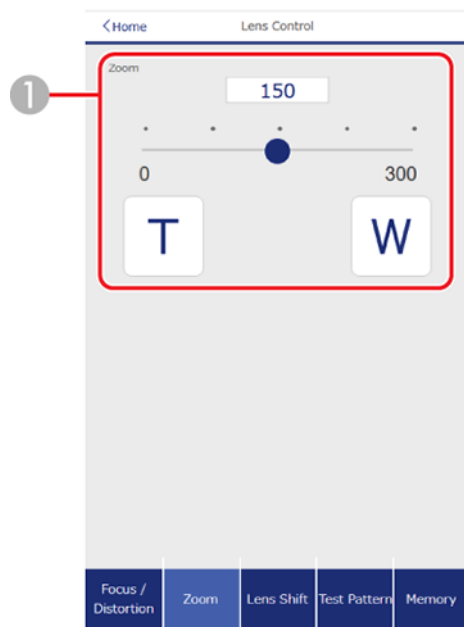 <Home
Lens Control
Zoom
1
150
0
300
T
W
Focus /
Distortion
Zoom
Lens Shift
Test Pattern
Memory